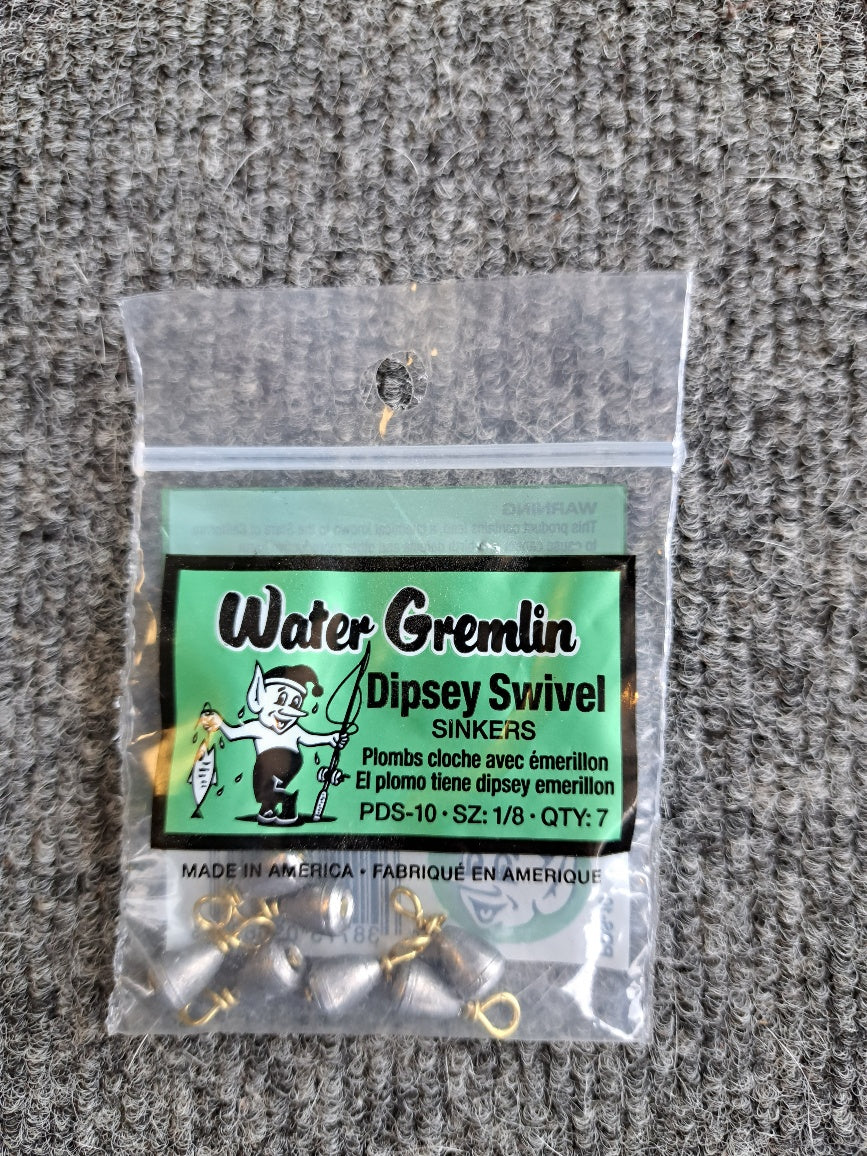 WARNING
This product contains lead, a chemical known to the State of California
Water Gremlin
Dipsey Swivel
SINKERS
Plombs cloche avec émerillon
El plomo tiene dipsey emerillon
PDS-10 · SZ: 1/8 · QTY: 7
MADE IN AMERICA · FABRIQUÉ EN AMERIQUE